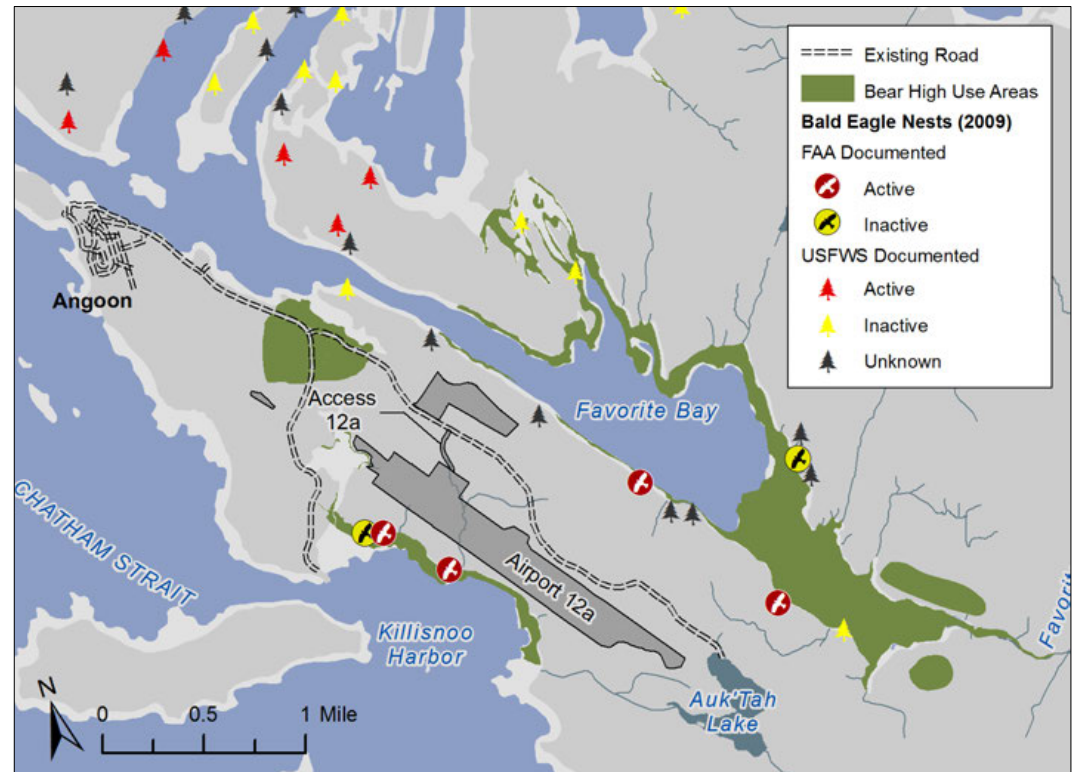 Existing Road
Bear High Use Areas
Bald Eagle Nests (2009)
FAA Documented
Active
Inactive
USFWS Documented
Active
Inactive
Unknown
Angoon
Access
12a
Favorite Bay
CHATHAM STRAIT
Airport 12a
Killisnoo
Harbor
Favorit
Auk'Tah
Lake
N
0 0.5 1 Mile